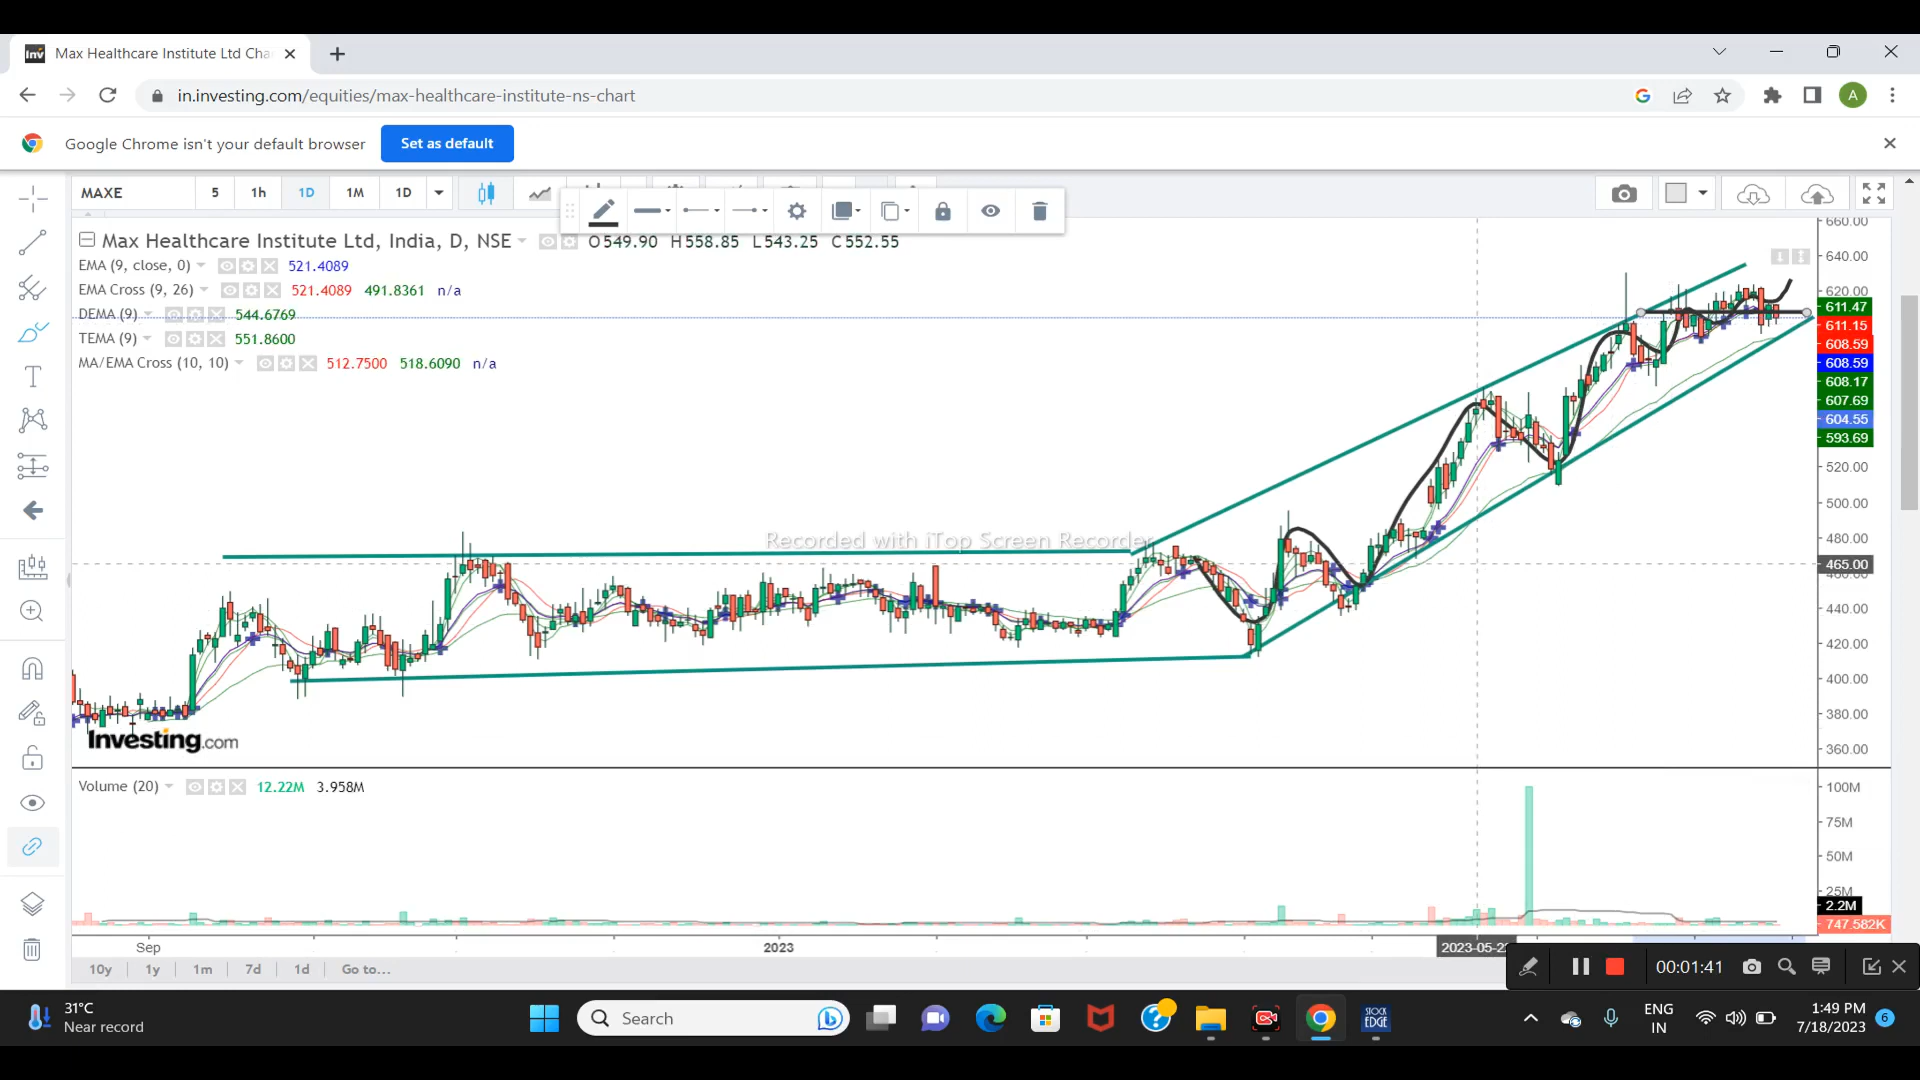 Max Healthcare Institute Ltd Cha
in.investing.com/equities/max-healthcare-institute-ns-chart
A
Google Chrome isn't your default browser
Set as default
MAXE 5 1h 1D 1M 1D
Max Healthcare Institute Ltd, India, D, NSE O549.90 H558.85 L543.25 C552.55
EMA (9, close, 0) 521.4089
EMA Cross (9, 26) 521.4089 491.8361 n/a
DEMA (9) 544.6769
TEMA (9) 551.8600
MA/EMA Cross (10, 10) 512.7500 518.6090 n/a
660.00
640.00
620.00
611.47
611.15
608.59
608.59
608.17
607.69
604.55
593.69
520.00
500.00
480.00
465.00
460.00
440.00
420.00
400.00
380.00
360.00
Recorded with iTop Screen Recorder
Investing.com
Volume (20) 12.22M 3.958M
100M
75M
50M
25M
2.2M
747.582K
Sep 2023 2023-05-2
10y 1y 1m 7d 1d Go to...
00:01:41
31°C
Near record
Search
STOCK EDGE
ENG
IN
1:49 PM
7/18/2023
6